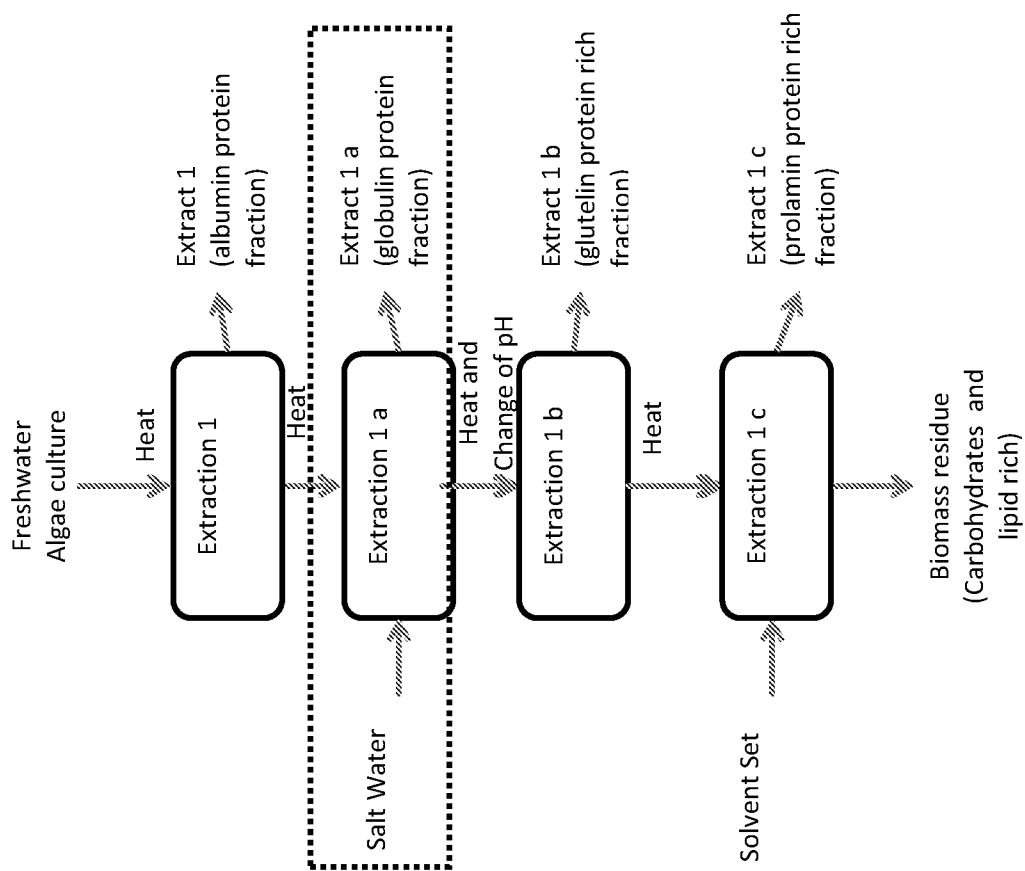 Freshwater
Algae culture
Heat
Extraction 1
Extract 1
(albumin protein
fraction)
Heat
Salt Water
Extraction 1 a
Extract 1 a
(globulin protein
fraction)
Heat and
Change of pH
Extraction 1 b
Extract 1 b
(glutelin protein rich
fraction)
Heat
Solvent Set
Extraction 1 c
Extract 1 c
(prolamin protein rich
fraction)
Biomass residue
(Carbohydrates and
lipid rich)